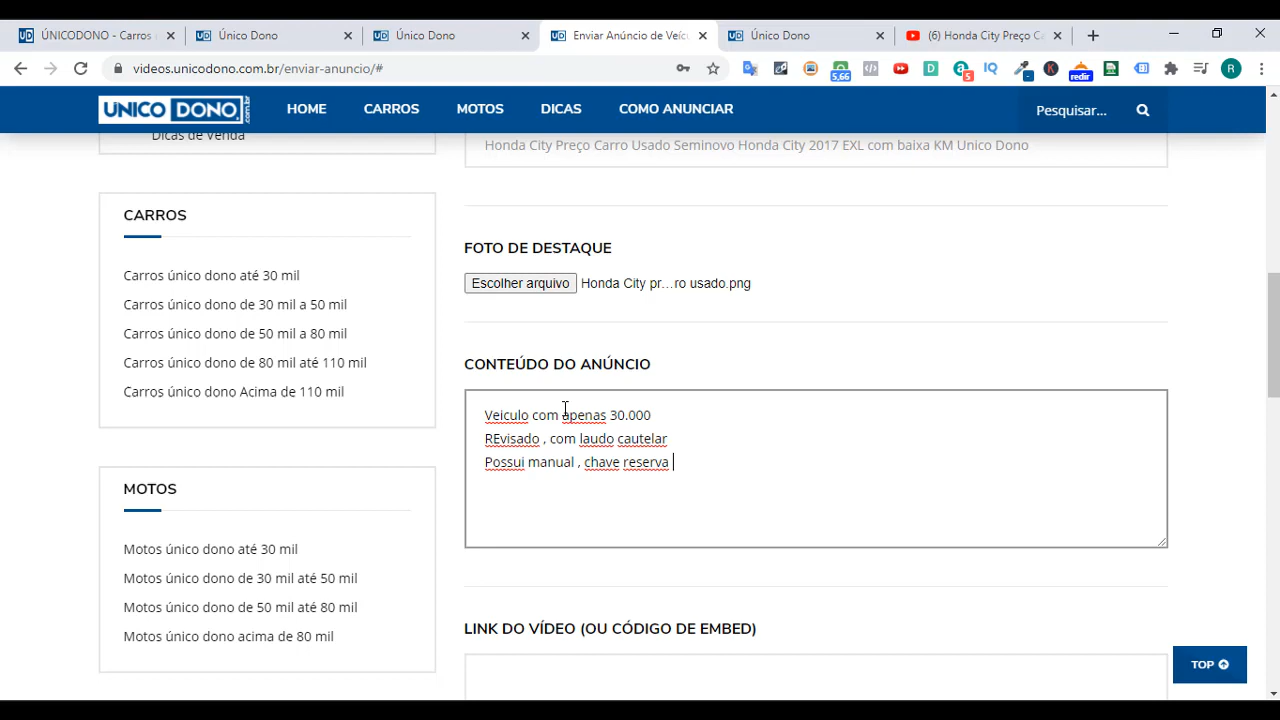 ÚNICODONO - Carros
Único Dono
Único Dono
Enviar Anúncio de Veícu
Único Dono
(6) Honda City Preço C
videos.unicodono.com.br/enviar-anuncio/#
5,66
5
redir
R
UNICO DONO .com.br
HOME
CARROS
MOTOS
DICAS
COMO ANUNCIAR
Pesquisar...
Dicas de Venda
Honda City Preço Carro Usado Seminovo Honda City 2017 EXL com baixa KM Unico Dono
CARROS
Carros único dono até 30 mil
Carros único dono de 30 mil a 50 mil
Carros único dono de 50 mil a 80 mil
Carros único dono de 80 mil até 110 mil
Carros único dono Acima de 110 mil
MOTOS
Motos único dono até 30 mil
Motos único dono de 30 mil até 50 mil
Motos único dono de 50 mil até 80 mil
Motos único dono acima de 80 mil
FOTO DE DESTAQUE
Escolher arquivo Honda City pr...ro usado.png
CONTEÚDO DO ANÚNCIO
Veiculo com apenas 30.000
REvisado , com laudo cautelar
Possui manual , chave reserva
LINK DO VÍDEO (OU CÓDIGO DE EMBED)
TOP